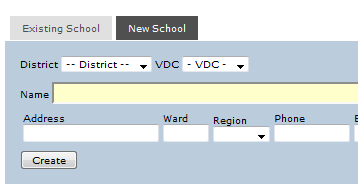 Existing School New School
District -- District -- VDC - VDC -
Name
Address Ward Region Phone
Create